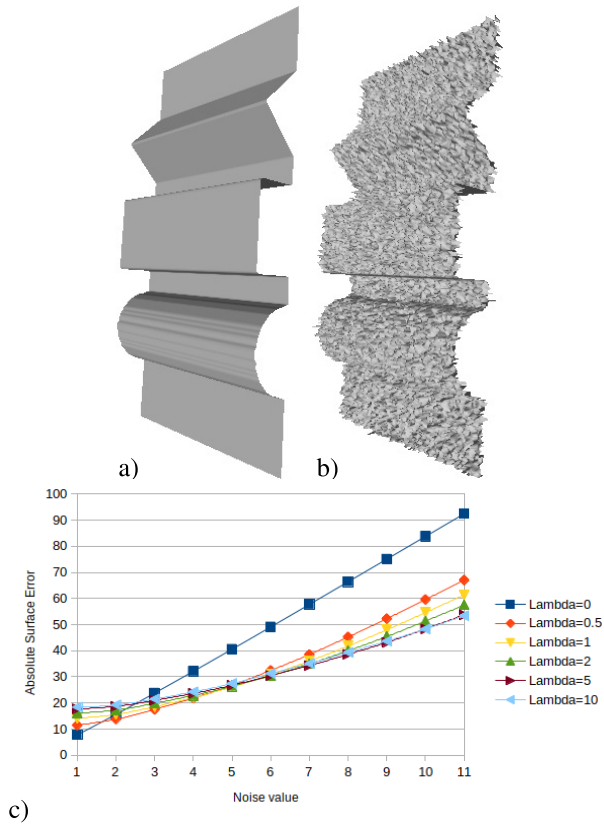 a)
b)
100
90
80
70
60
50
40
30
20
10
0
Absolute Surface Error
1 2 3 4 5 6 7 8 9 10 11
Noise value
Lambda=0
Lambda=0.5
Lambda=1
Lambda=2
Lambda=5
Lambda=10
c)